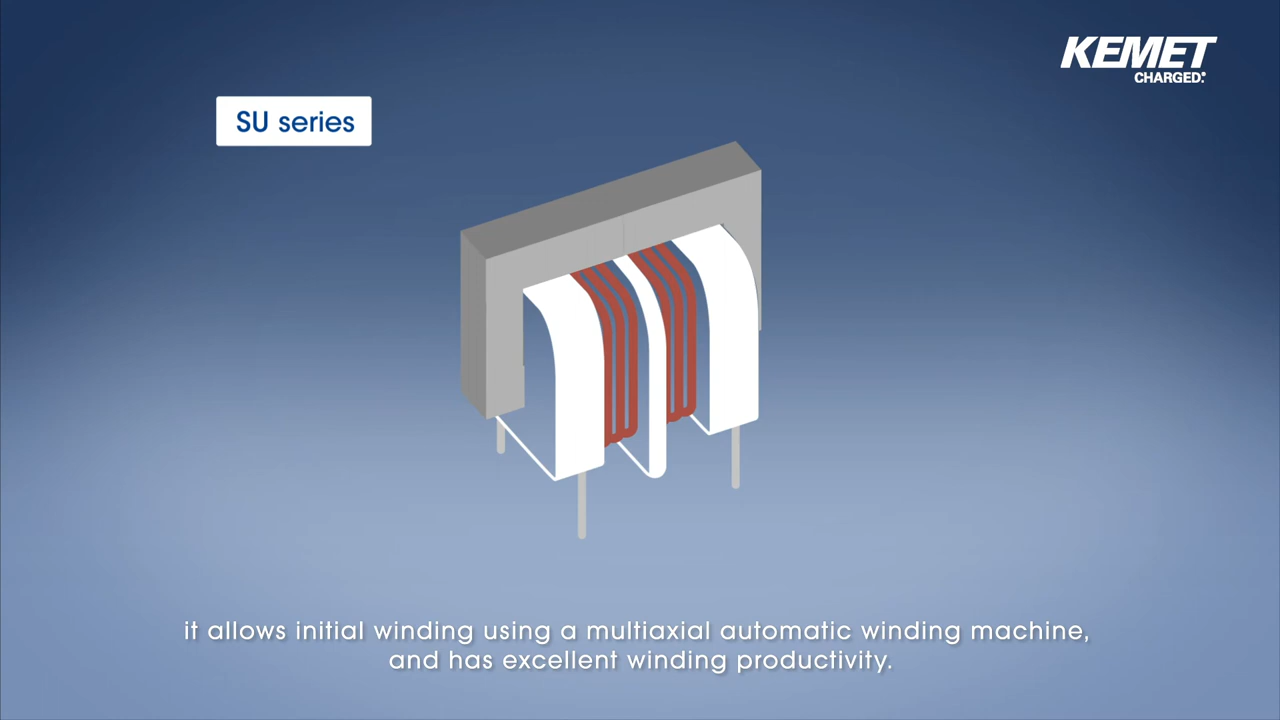 KEMET
CHARGED.
SU series
it allows initial winding using a multiaxial automatic winding machine,
and has excellent winding productivity.